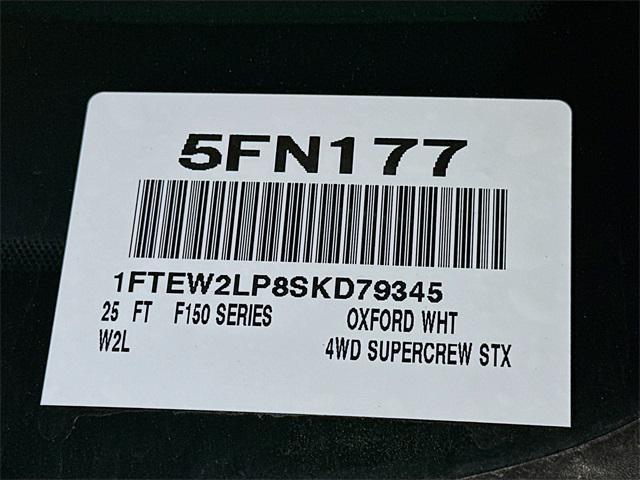 5FN177
1FTEW2LP8SKD79345
25 FT F150 SERIES OXFORD WHT
W2L 4WD SUPERCREW STX